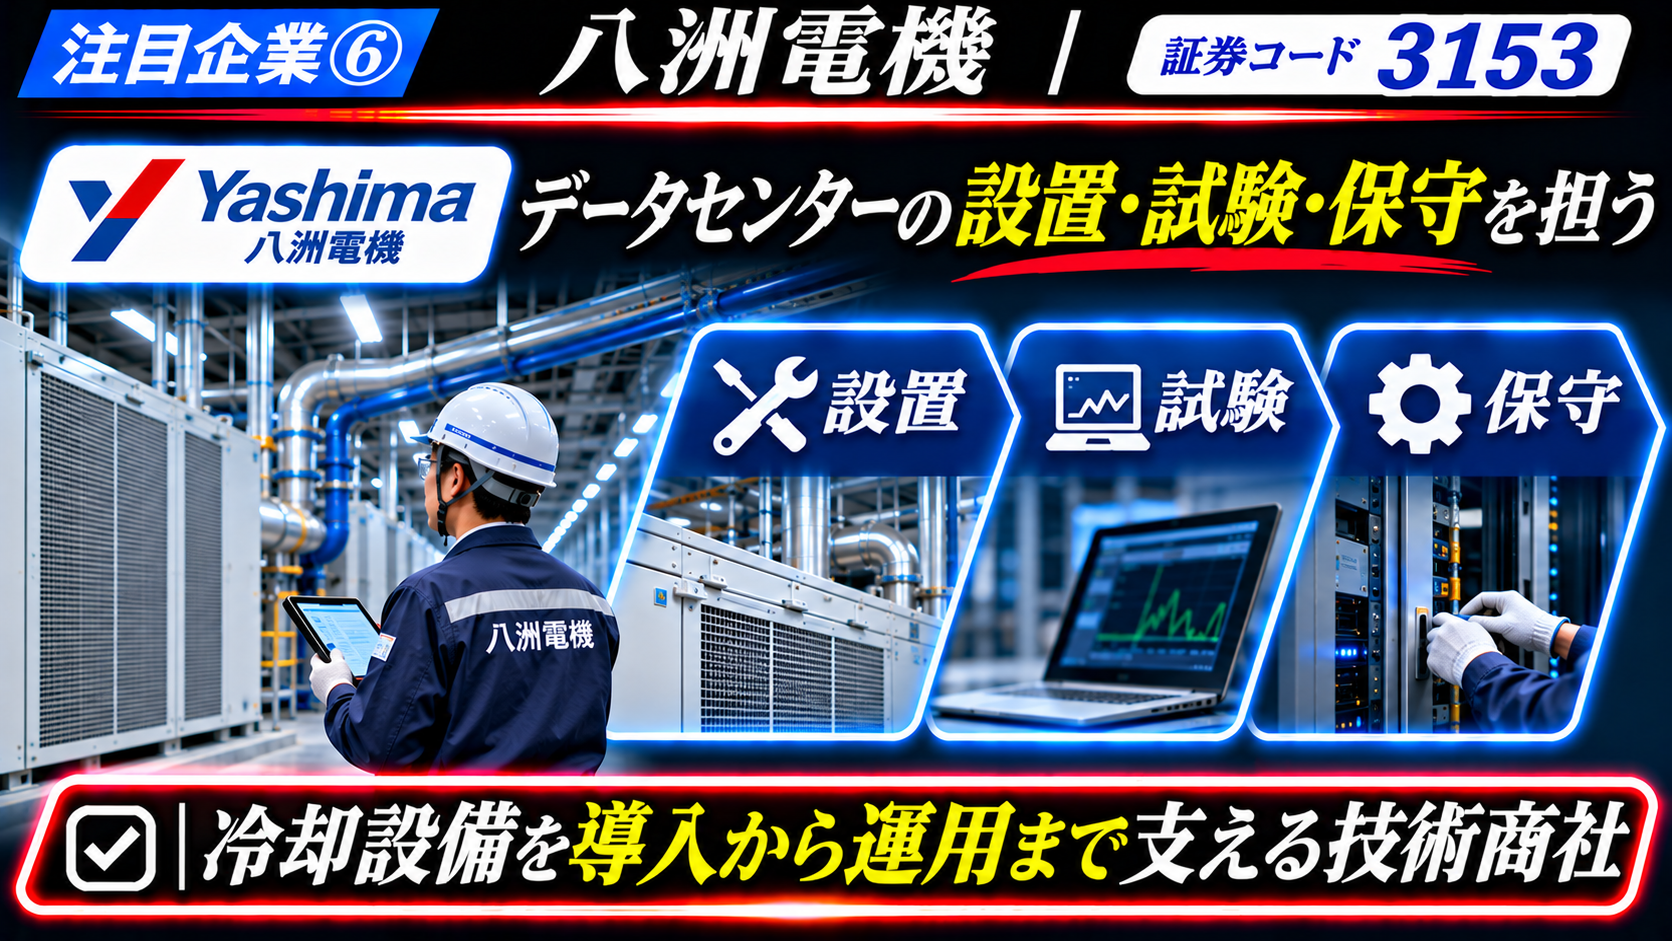 注目企業⑥
八洲電機 | 証券コード 3153
Yashima
八洲電機
データセンターの設置・試験・保守を担う
設置
試験
保守
八洲電機
冷却設備を導入から運用まで支える技術商社